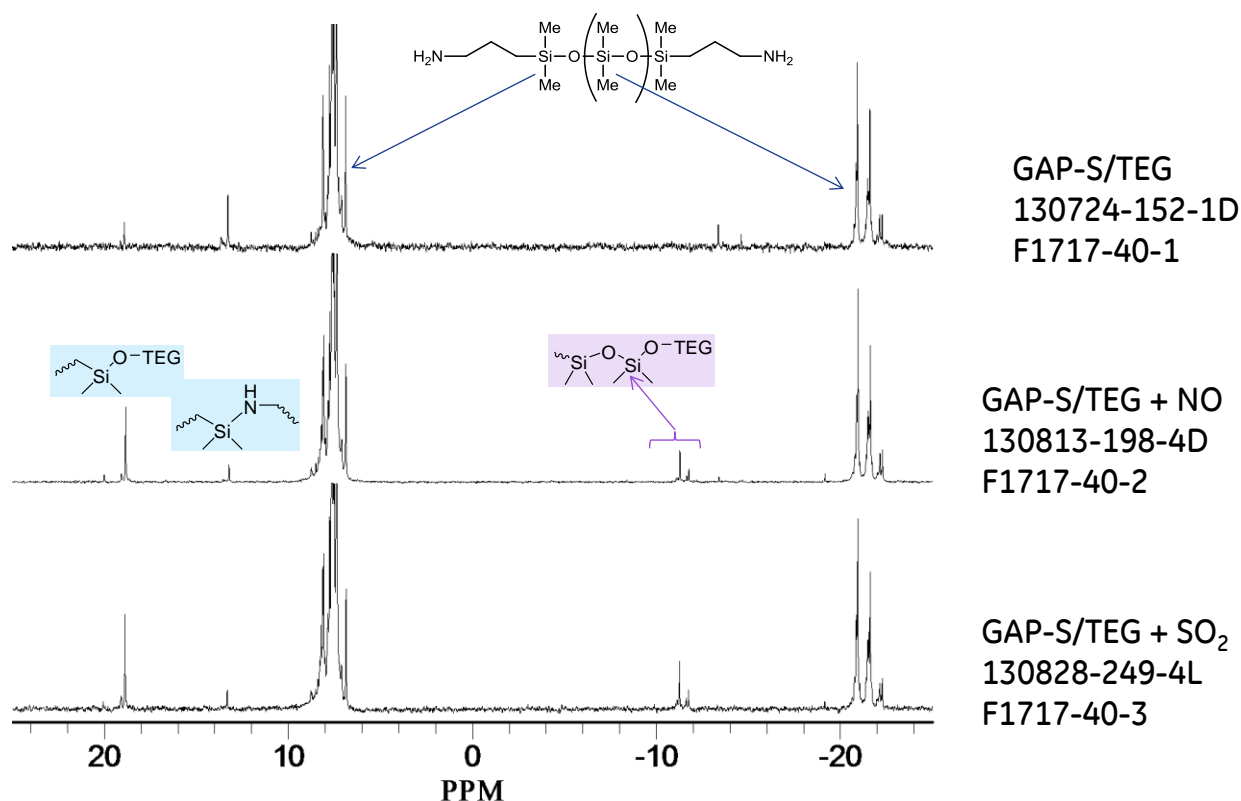 Me Me Me
H₂N Si O Si O Si NH₂
Me Me Me
GAP-S/TEG
130724-152-1D
F1717-40-1
O-TEG
Si
H
N
Si
O O-TEG
Si Si
GAP-S/TEG + NO
130813-198-4D
F1717-40-2
GAP-S/TEG + SO₂
130828-249-4L
F1717-40-3
20 10 0 -10 -20
PPM